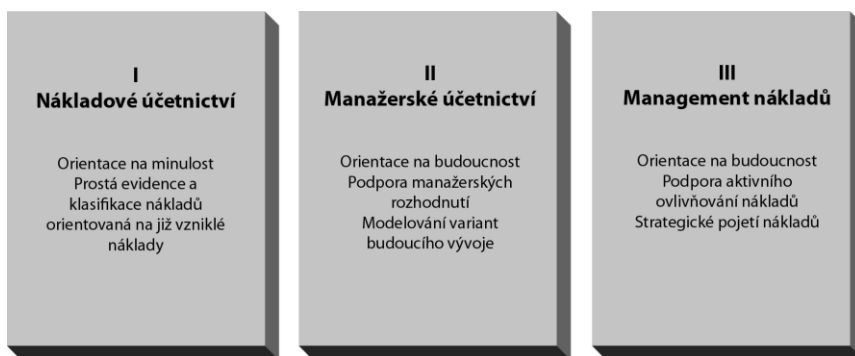 I
Nákladové účetnictví
Orientace na minulost
Prostá evidence a
klasifikace nákladů
orientovaná na již vzniklé
náklady
II
Manažerské účetnictví
Orientace na budoucnost
Podpora manažerských
rozhodnutí
Modelování variant
budoucího vývoje
III
Management nákladů
Orientace na budoucnost
Podpora aktivního
ovlivňování nákladů
Strategické pojetí nákladů